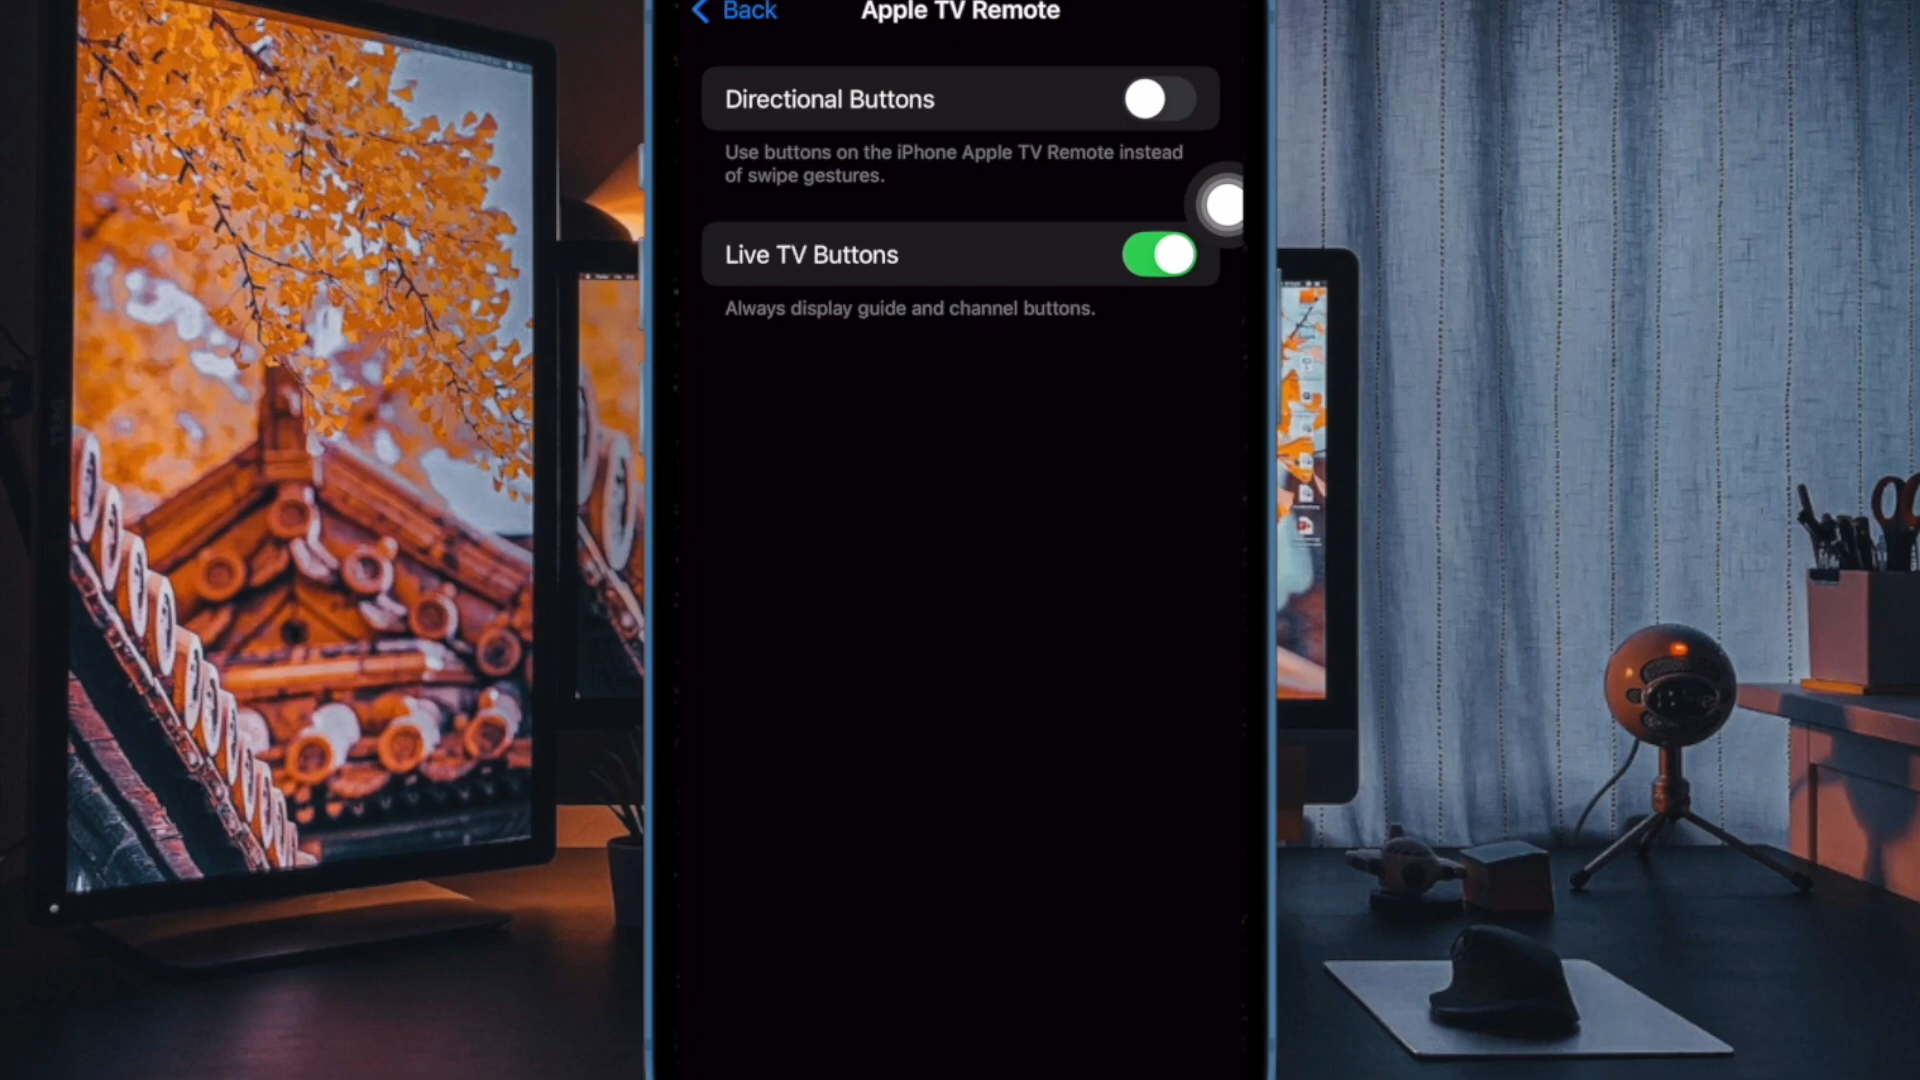 Back
Apple TV Remote
Directional Buttons
Use buttons on the iPhone Apple TV Remote instead
of swipe gestures.
Live TV Buttons
Always display guide and channel buttons.